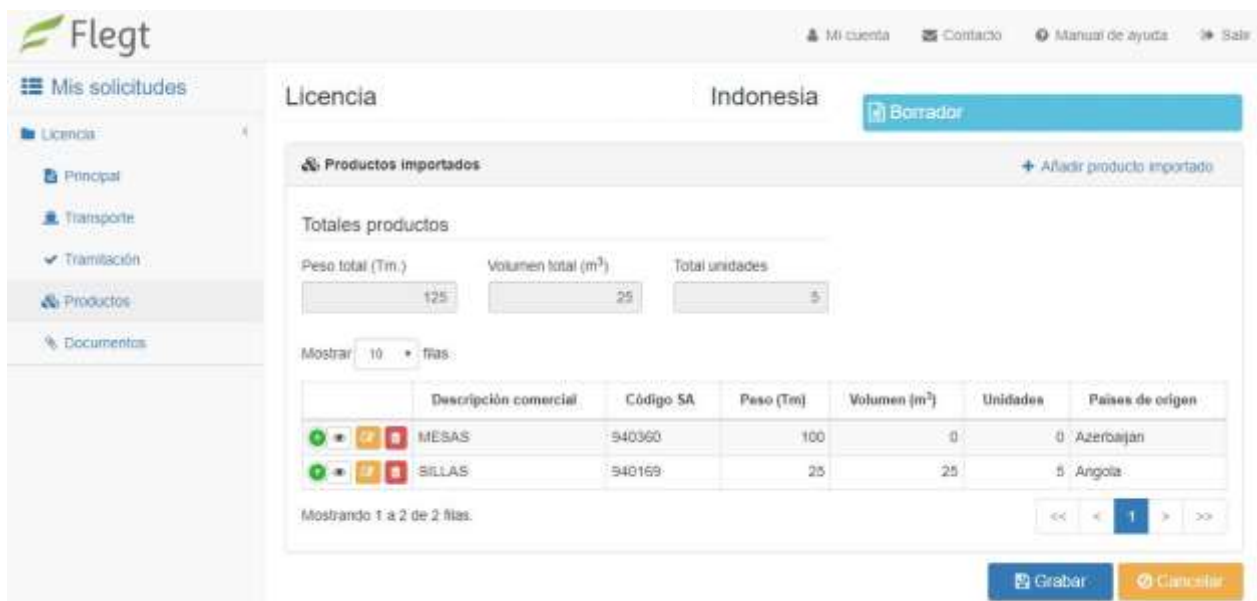 Flegt
Mi cuenta Contacto Manual de ayuda Salir
Mis solicitudes
Licencia
Principal
Transporte
Tramitación
Productos
Documentos
Licencia Indonesia Borrador
Productos importados + Añadir producto importado
Totales productos
Peso total (Tm.) Volumen total (m³) Total unidades
125 25 5
Mostrar 10 filas
Descripción comercial Código SA Peso (Tm) Volumen (m³) Unidades Países de origen
MESAS 940360 100 0 0 Azerbaiján
SILLAS 940169 25 25 5 Angola
Mostrando 1 a 2 de 2 filas.
<< < 1 > >>
Grabar Cancelar